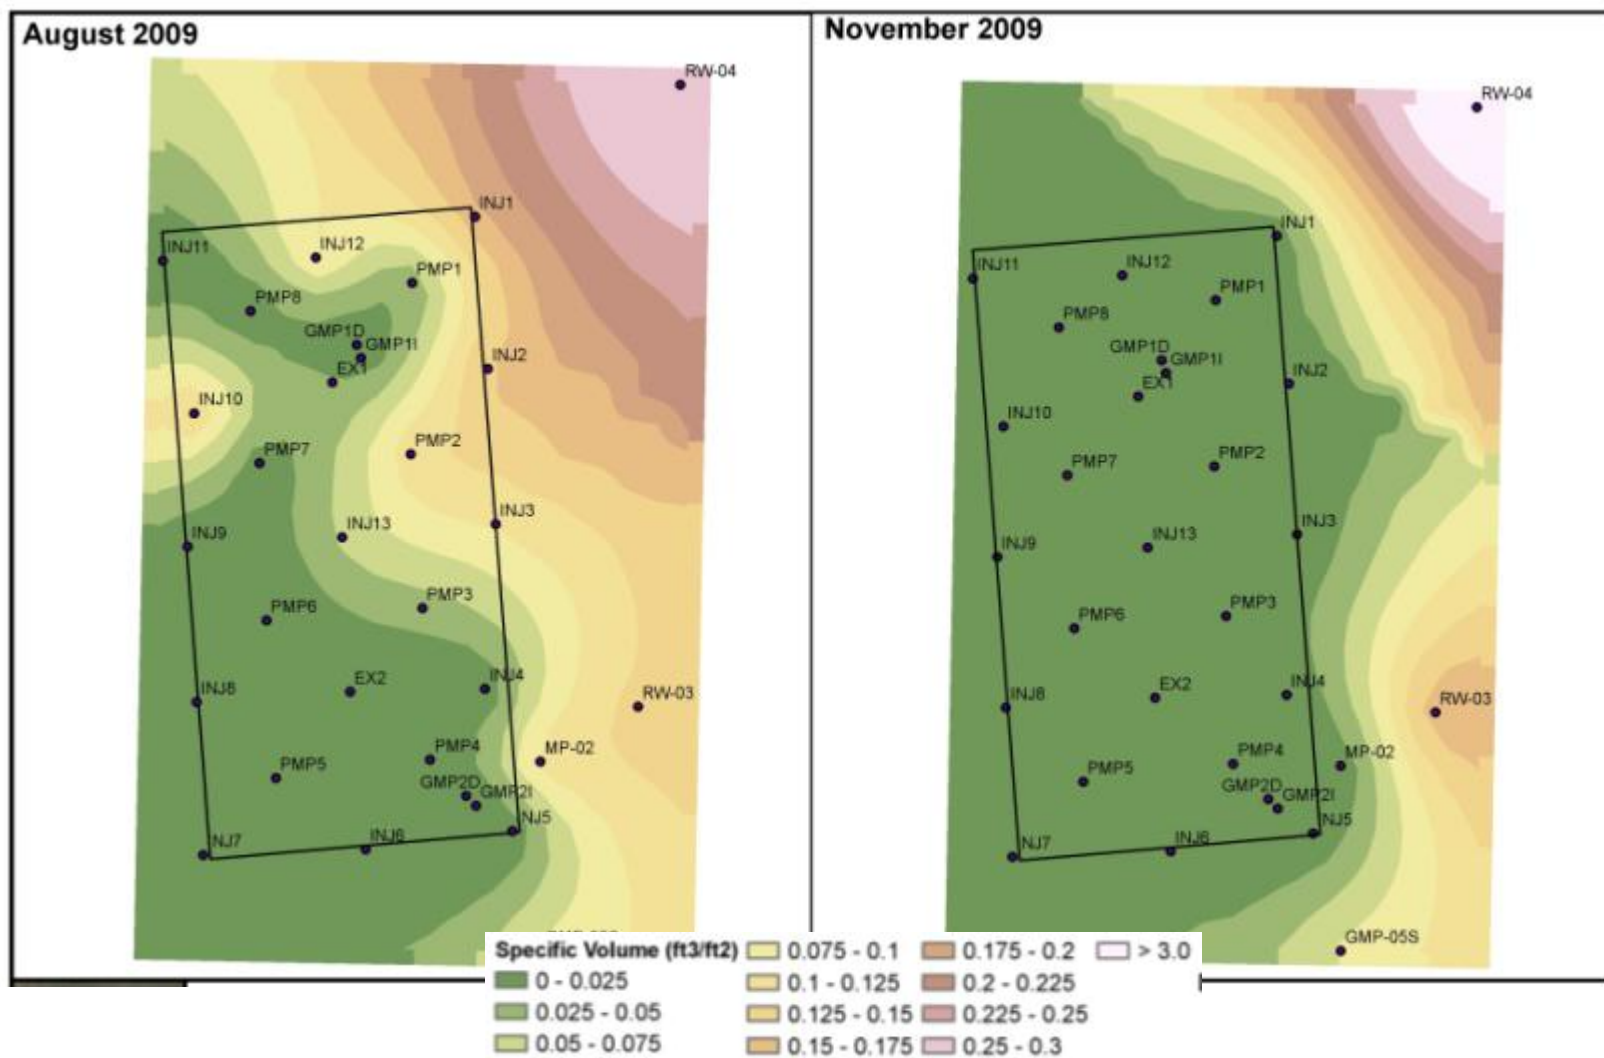 August 2009
RW-04
INJ1
INJ12
INJ11
PMP1
PMP8
GMP1D
GMP1I
INJ2
EX1
INJ10
PMP2
PMP7
INJ13
INJ3
INJ9
PMP3
PMP6
EX2
INJ4
INJ8
RW-03
MP-02
PMP4
PMP5
GMP2D
GMP2I
NJ5
INJ6
NJ7
November 2009
RW-04
INJ1
INJ12
INJ11
PMP1
PMP8
GMP1D
GMP1I
INJ2
EX1
INJ10
PMP2
PMP7
INJ3
INJ13
INJ9
PMP3
PMP6
INJ4
EX2
INJ8
RW-03
MP-02
PMP4
PMP5
GMP2D
GMP2I
NJ5
INJ6
NJ7
GMP-05S
Specific Volume (ft3/ft2)
0 - 0.025
0.025 - 0.05
0.05 - 0.075
0.075 - 0.1
0.1 - 0.125
0.125 - 0.15
0.15 - 0.175
0.175 - 0.2
0.2 - 0.225
0.225 - 0.25
0.25 - 0.3
> 3.0